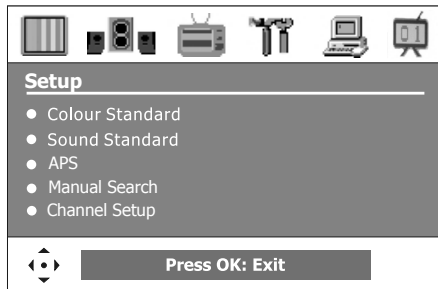 01
Setup
Colour Standard
Sound Standard
APS
Manual Search
Channel Setup
Press OK: Exit